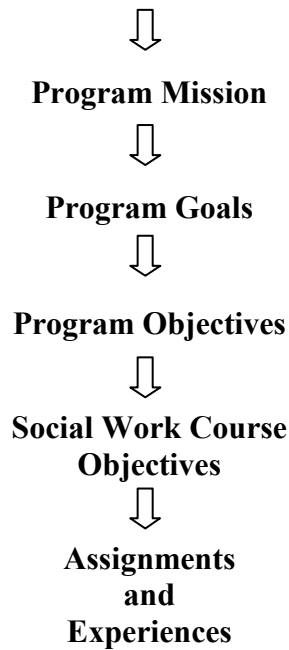 Program Mission
Program Goals
Program Objectives
Social Work Course
Objectives
Assignments
and
Experiences